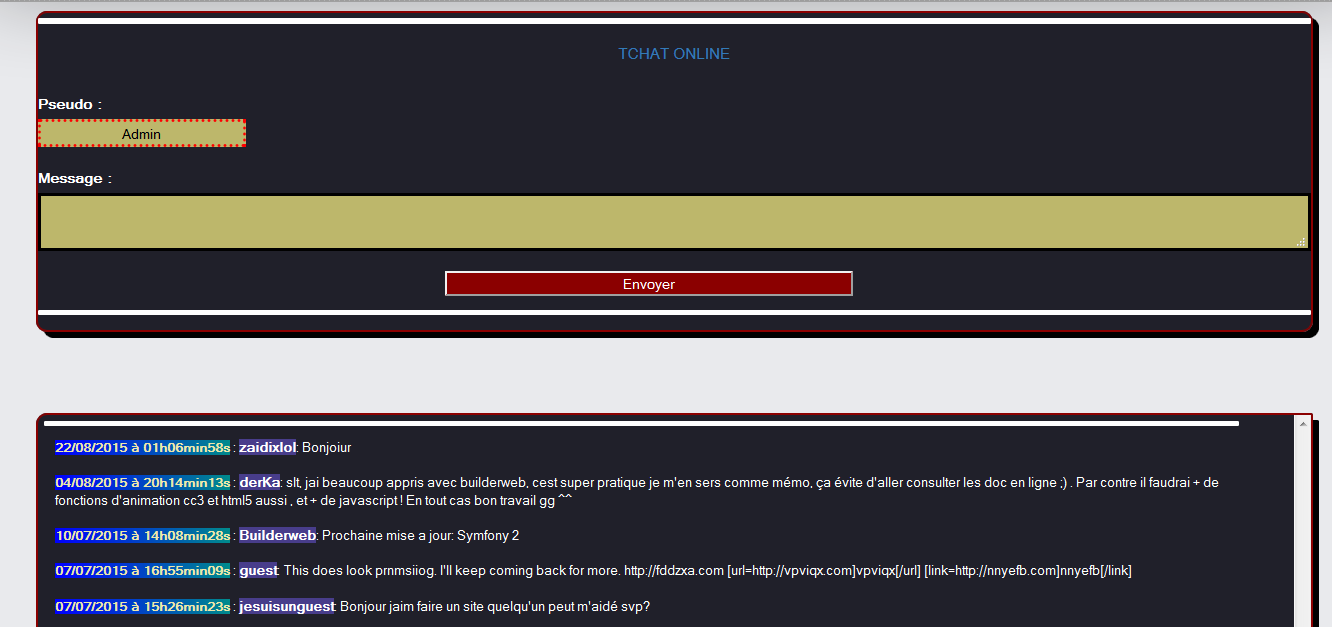 TCHAT ONLINE
Pseudo :
Admin
Message :
Envoyer
22/08/2015 à 01h06min58s : zaidixlol: Bonjoiur
04/08/2015 à 20h14min13s : derKa: slt, jai beaucoup appris avec builderweb, cest super pratique je m'en sers comme mémo, ça évite d'aller consulter les doc en ligne ;) . Par contre il faudrai + de
fonctions d'animation cc3 et html5 aussi , et + de javascript ! En tout cas bon travail gg ^^
10/07/2015 à 14h08min28s : Builderweb: Prochaine mise a jour: Symfony 2
07/07/2015 à 16h55min09s : guest: This does look prnmsiiog. I'll keep coming back for more. http://fddzxa.com [url=http://vpviqx.com]vpviqx[/url] [link=http://nnyefb.com]nnyefb[/link]
07/07/2015 à 15h26min23s : jesuisunguest: Bonjour jaim faire un site quelqu'un peut m'aidé svp?